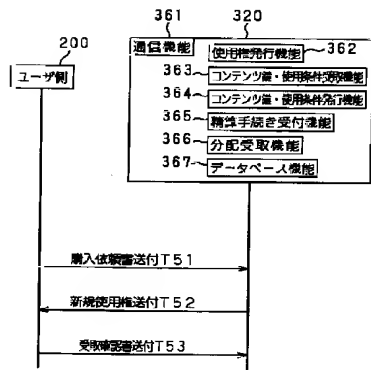 361 320
200
ユーザ側
通信機能
使用権発行機能 362
363 コンテンツ鍵・使用条件受取機能
364 コンテンツ鍵・使用条件発行機能
365 精算手続き受付機能
366 分配受取機能
367 データベース機能
購入依頼書送付T51
新規使用権送付T52
受取確認書送付T53